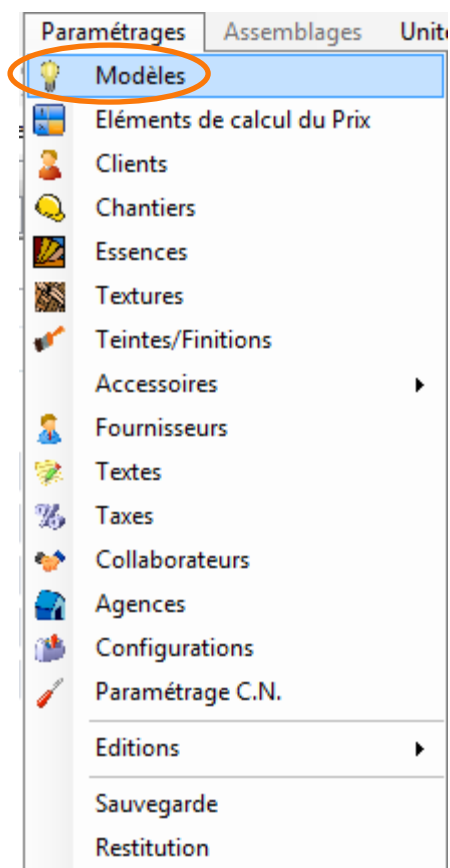 Paramétrages Assemblages Unit
Modèles
Eléments de calcul du Prix
Clients
Chantiers
Essences
Textures
Teintes/Finitions
Accessoires
Fournisseurs
Textes
Taxes
Collaborateurs
Agences
Configurations
Paramétrage C.N.
Editions
Sauvegarde
Restitution